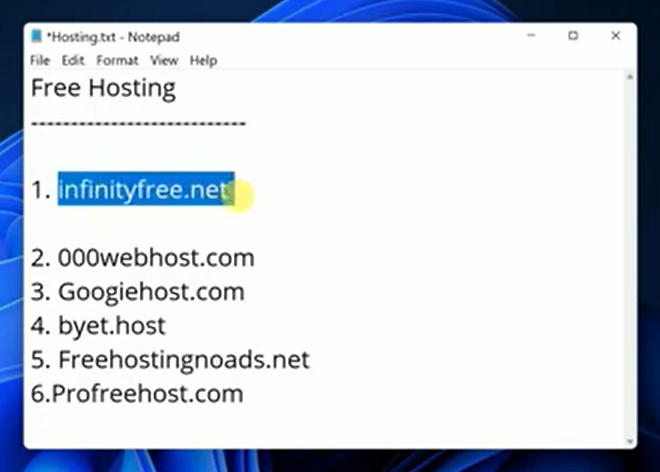 *Hosting.txt - Notepad
File Edit Format View Help
Free Hosting
---------------------------
1. infinityfree.net
2. 000webhost.com
3. Googiehost.com
4. byet.host
5. Freehostingnoads.net
6.Profreehost.com